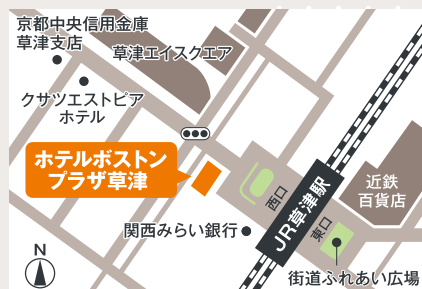 京都中央信用金庫
草津支店
草津エイスクエア
クサツエストピア
ホテル
ホテルボストン
プラザ草津
西口
JR草津駅
東口
近鉄
百貨店
関西みらい銀行
街道ふれあい広場
N